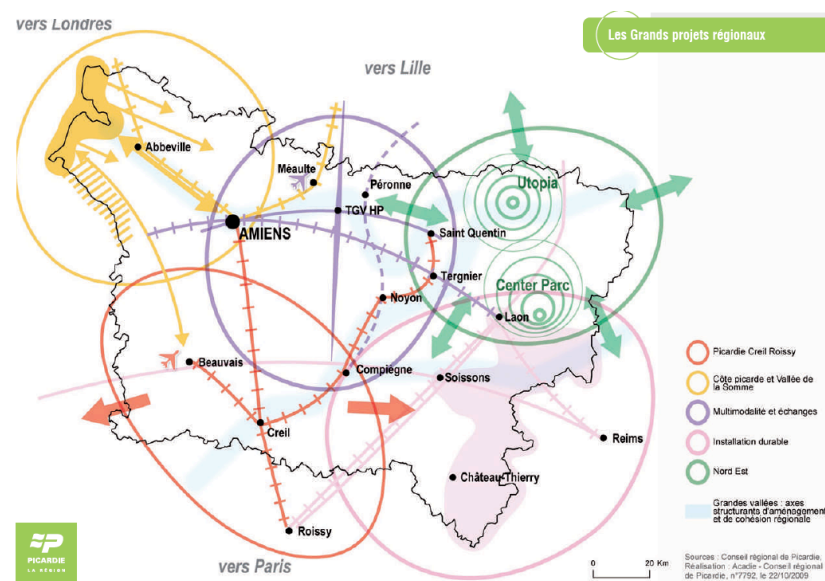 vers Londres
Les Grands projets régionaux
vers Lille
Abbeville
Méaulte
Péronne
Utopia
TGV HP
AMIENS
Saint Quentin
Tergnier
Center Parc
Noyon
Laon
Beauvais
Compiègne
Soissons
Creil
Reims
Château-Thierry
Roissy
vers Paris
Picardie Creil Roissy
Côte picarde et Vallée de
la Somme
Multimodalité et échanges
Installation durable
Nord Est
Grandes vallées : axes
structurants d'aménagement
et de cohésion régionale
0 20 Km
Sources : Conseil régional de Picardie.
Réalisation : Acadie - Conseil régional
de Picardie, n°7792, le 22/10/2009
PICARDIE
LA RÉGION